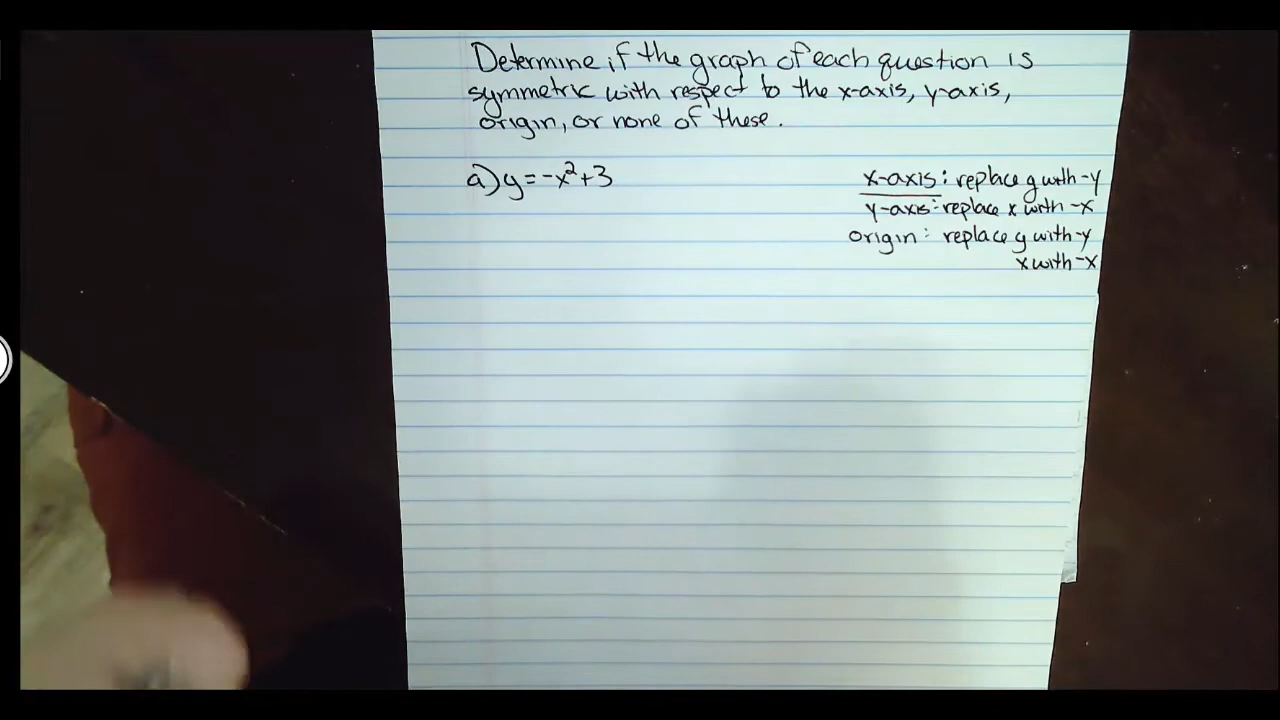 Determine if the graph of each question is
symmetric with respect to the x-axis, y-axis,
origin, or none of these.
a) y = -x²+3
x-axis: replace y with -y
y-axis: replace x with -x
origin: replace y with -y
x with -x